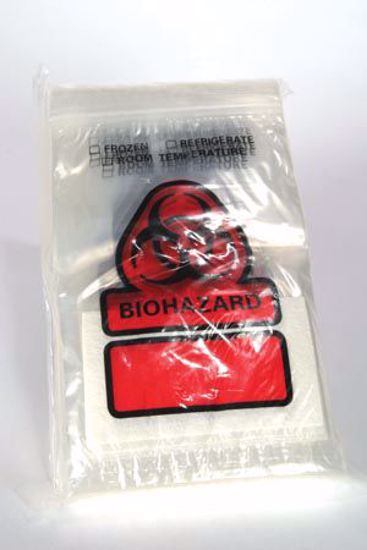 □ FROZEN □ REFRIGERATE
□ ROOM TEMPERATURE
BIOHAZARD